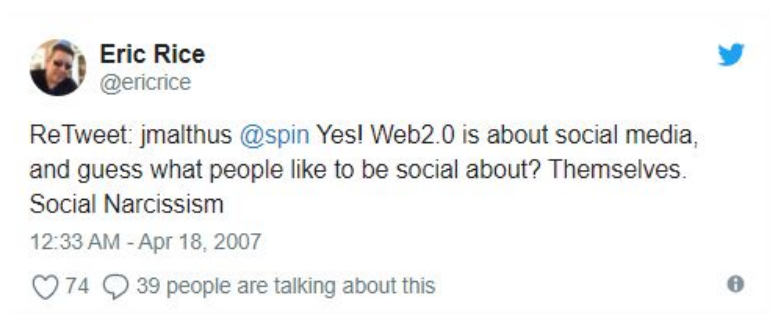 Eric Rice
@ericrice
ReTweet: jmalthus @spin Yes! Web2.0 is about social media,
and guess what people like to be social about? Themselves.
Social Narcissism
12:33 AM - Apr 18, 2007
74 39 people are talking about this